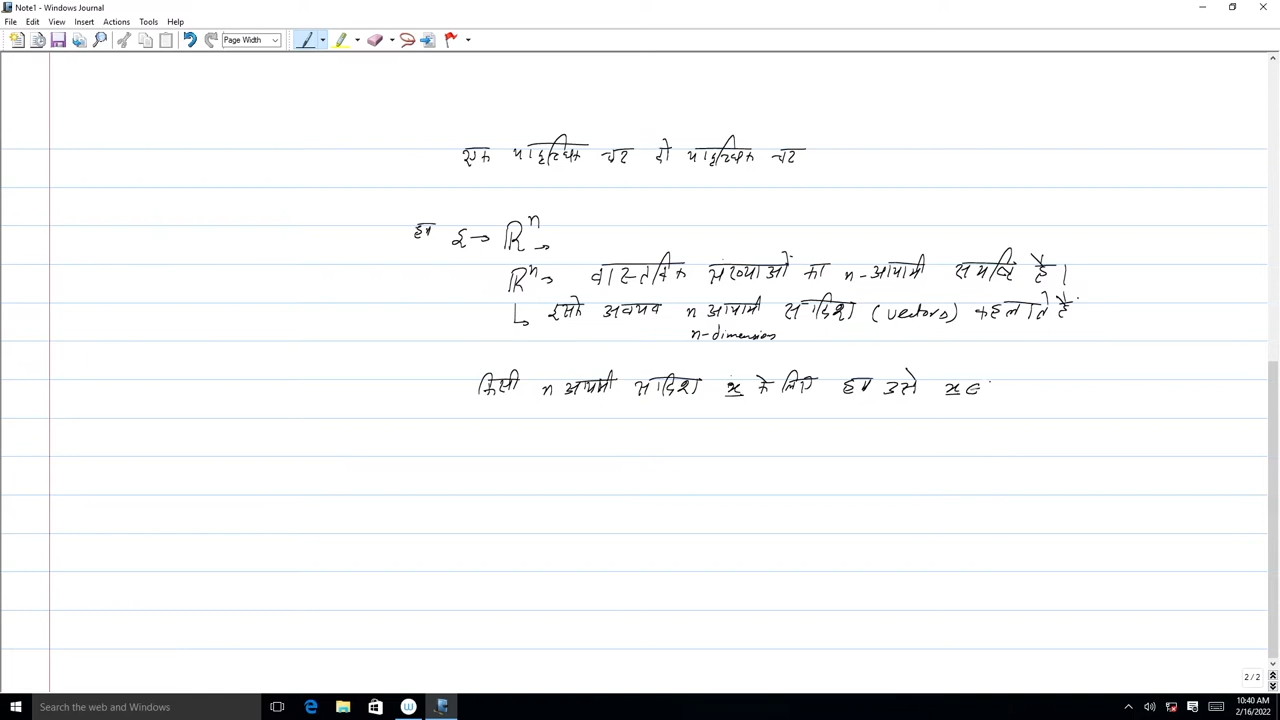 Note1 - Windows Journal
File Edit View Insert Actions Tools Help
Page Width
एक यादृच्छिक चर दो यादृच्छिक चर
हम Σ→ ℝⁿ →
ℝⁿ→ वास्तविक संख्याओं का n-आयामी समष्टि है।
↳ इसके अवयव n आयामी सदिश (vectors) कहलाते हैं
n-dimensions
किसी n आयामी सदिश x के लिए हम उसे x ∈
2/2
Search the web and Windows
10:40 AM
2/16/2022